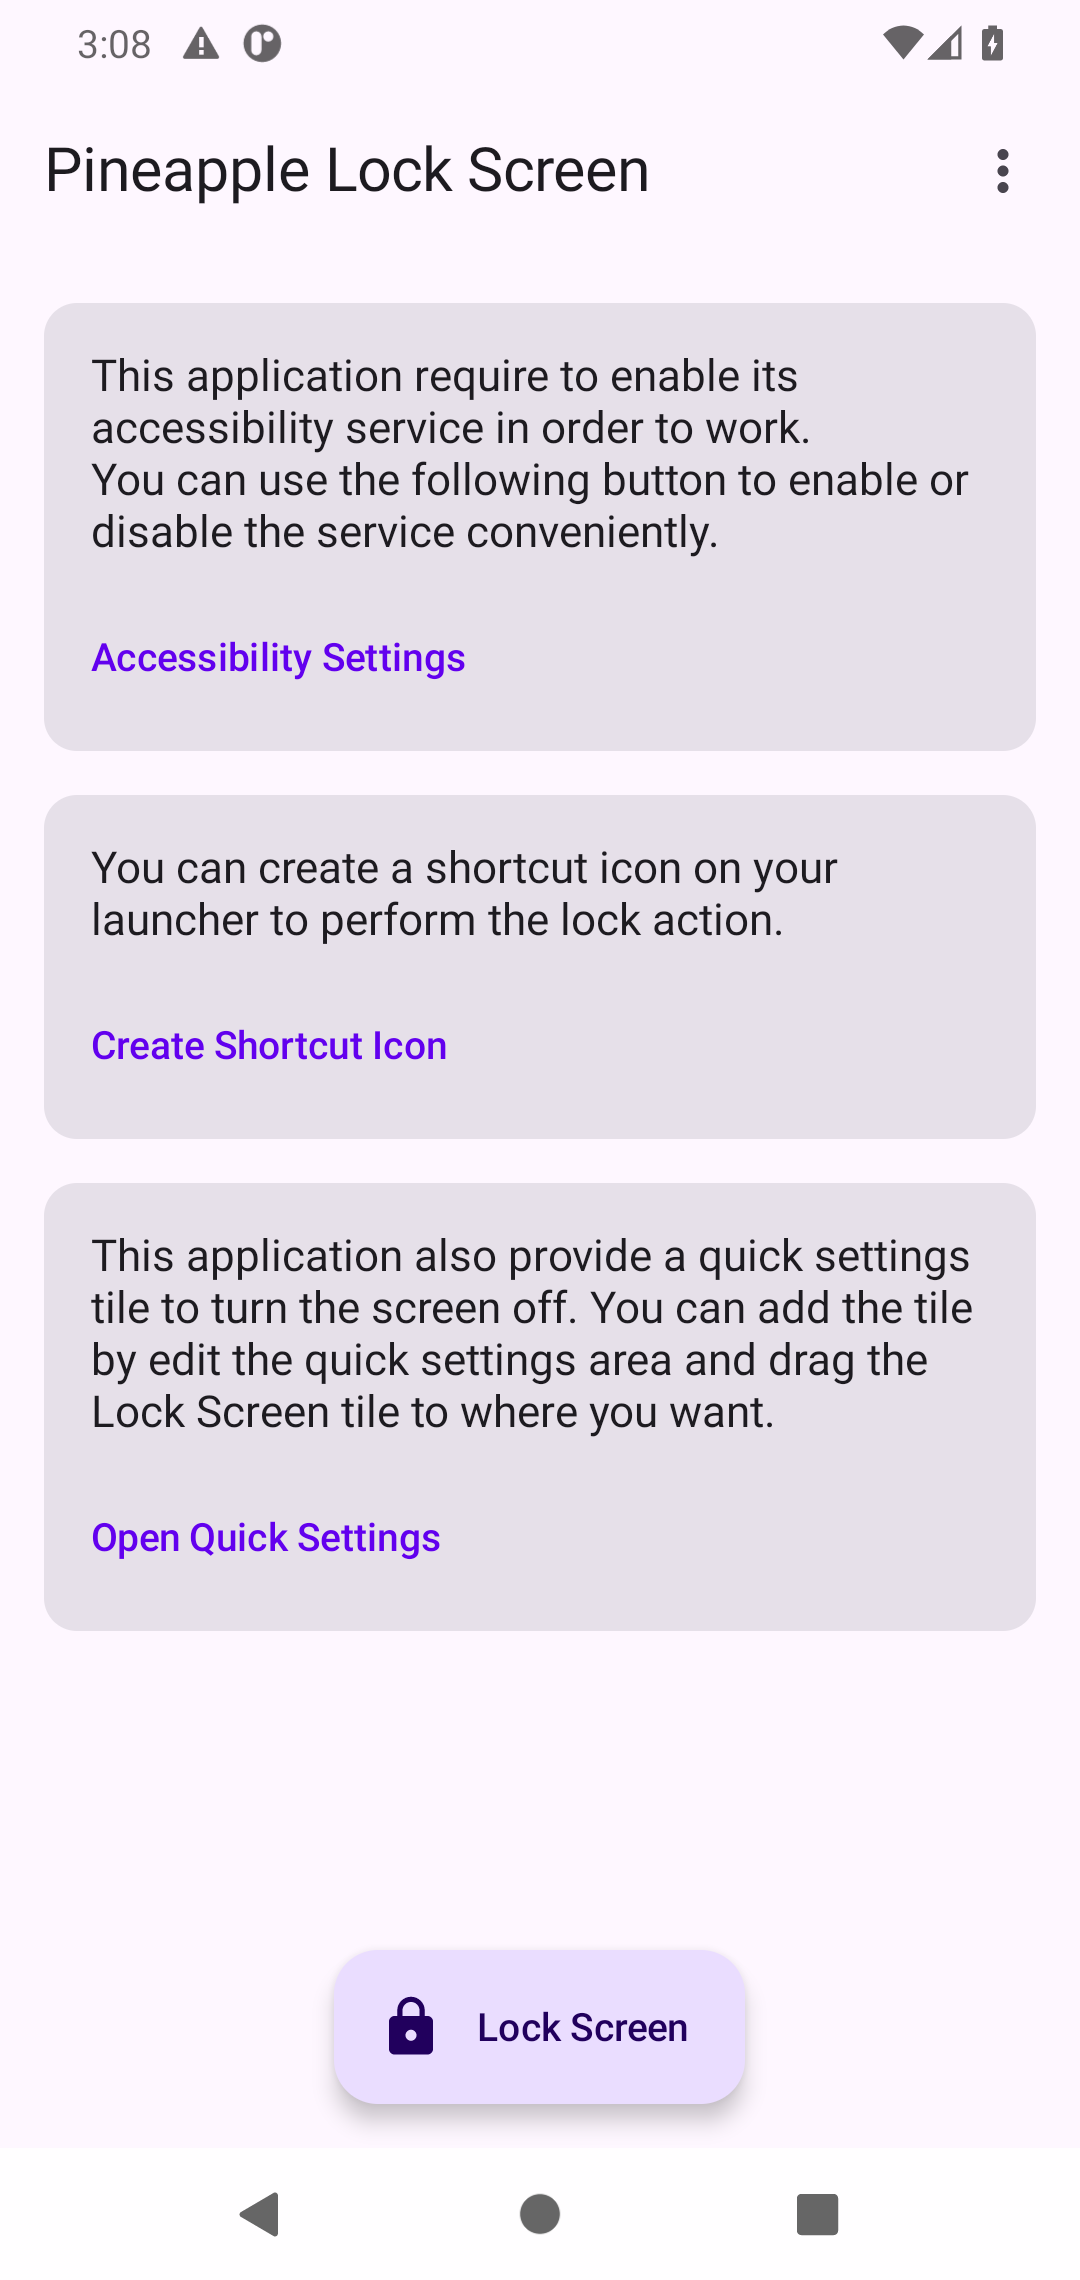 3:08
Pineapple Lock Screen
This application require to enable its
accessibility service in order to work.
You can use the following button to enable or
disable the service conveniently.
Accessibility Settings
You can create a shortcut icon on your
launcher to perform the lock action.
Create Shortcut Icon
This application also provide a quick settings
tile to turn the screen off. You can add the tile
by edit the quick settings area and drag the
Lock Screen tile to where you want.
Open Quick Settings
Lock Screen